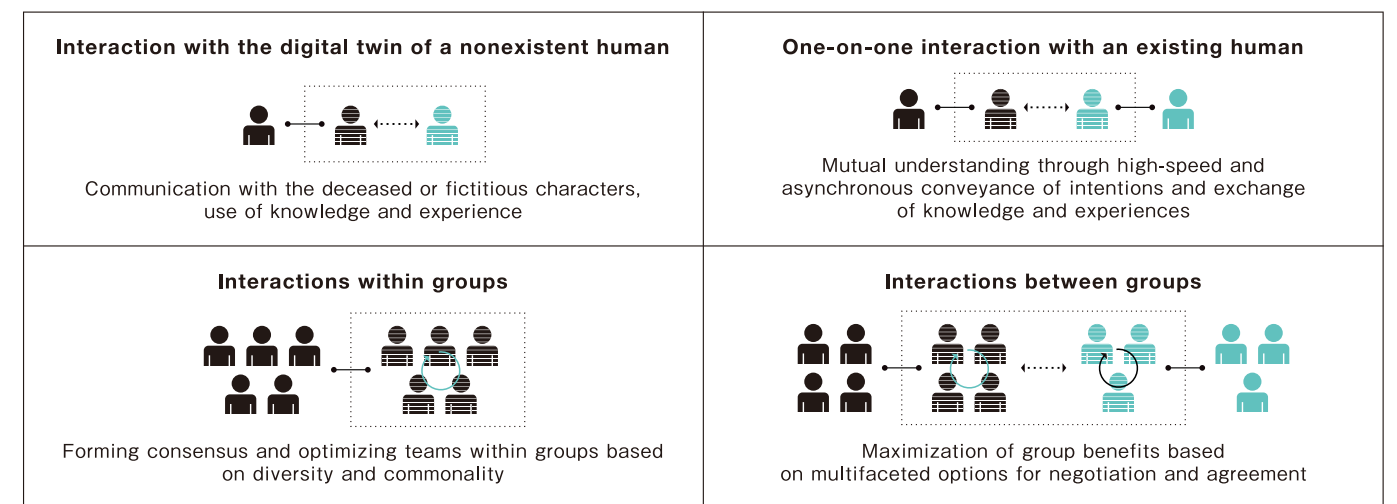 Interaction with the digital twin of a nonexistent human
Communication with the deceased or fictitious characters,
use of knowledge and experience
One-on-one interaction with an existing human
Mutual understanding through high-speed and
asynchronous conveyance of intentions and exchange
of knowledge and experiences
Interactions within groups
Forming consensus and optimizing teams within groups based
on diversity and commonality
Interactions between groups
Maximization of group benefits based
on multifaceted options for negotiation and agreement